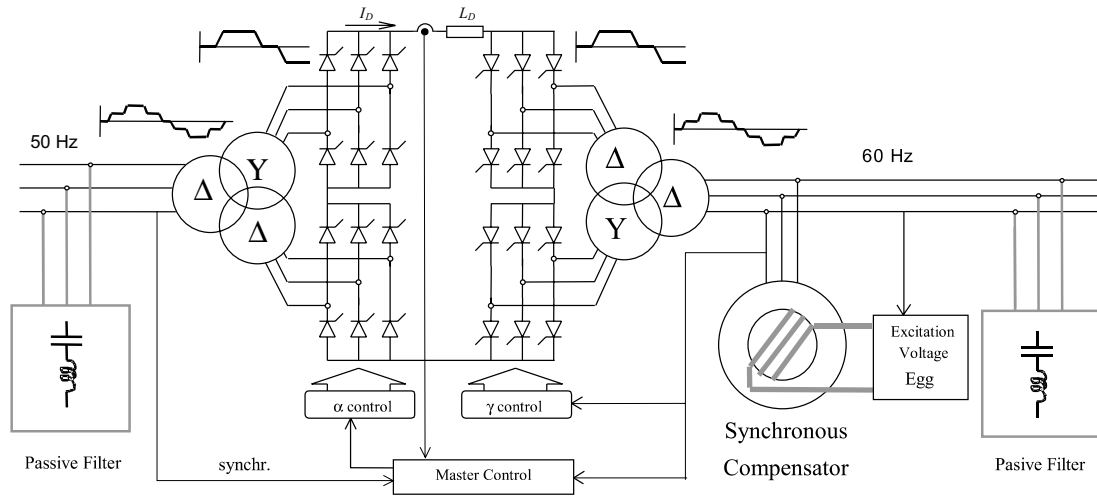 I_D
L_D
50 Hz
60 Hz
Y
Δ
Δ
Δ
Δ
Y
Excitation
Voltage
Egg
α control
γ control
Synchronous
Compensator
Passive Filter
synchr.
Master Control
Pasive Filter